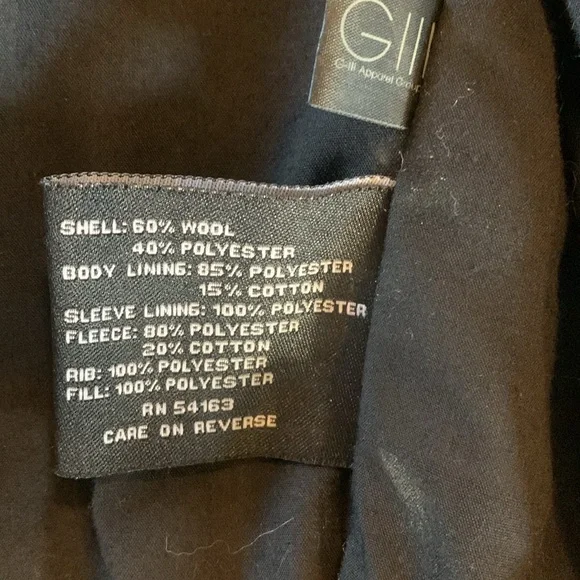 GIII
G-III Apparel Group
SHELL: 60% WOOL
40% POLYESTER
BODY LINING: 85% POLYESTER
15% COTTON
SLEEVE LINING: 100% POLYESTER
FLEECE: 80% POLYESTER
20% COTTON
RIB: 100% POLYESTER
FILL: 100% POLYESTER
RN 54163
CARE ON REVERSE